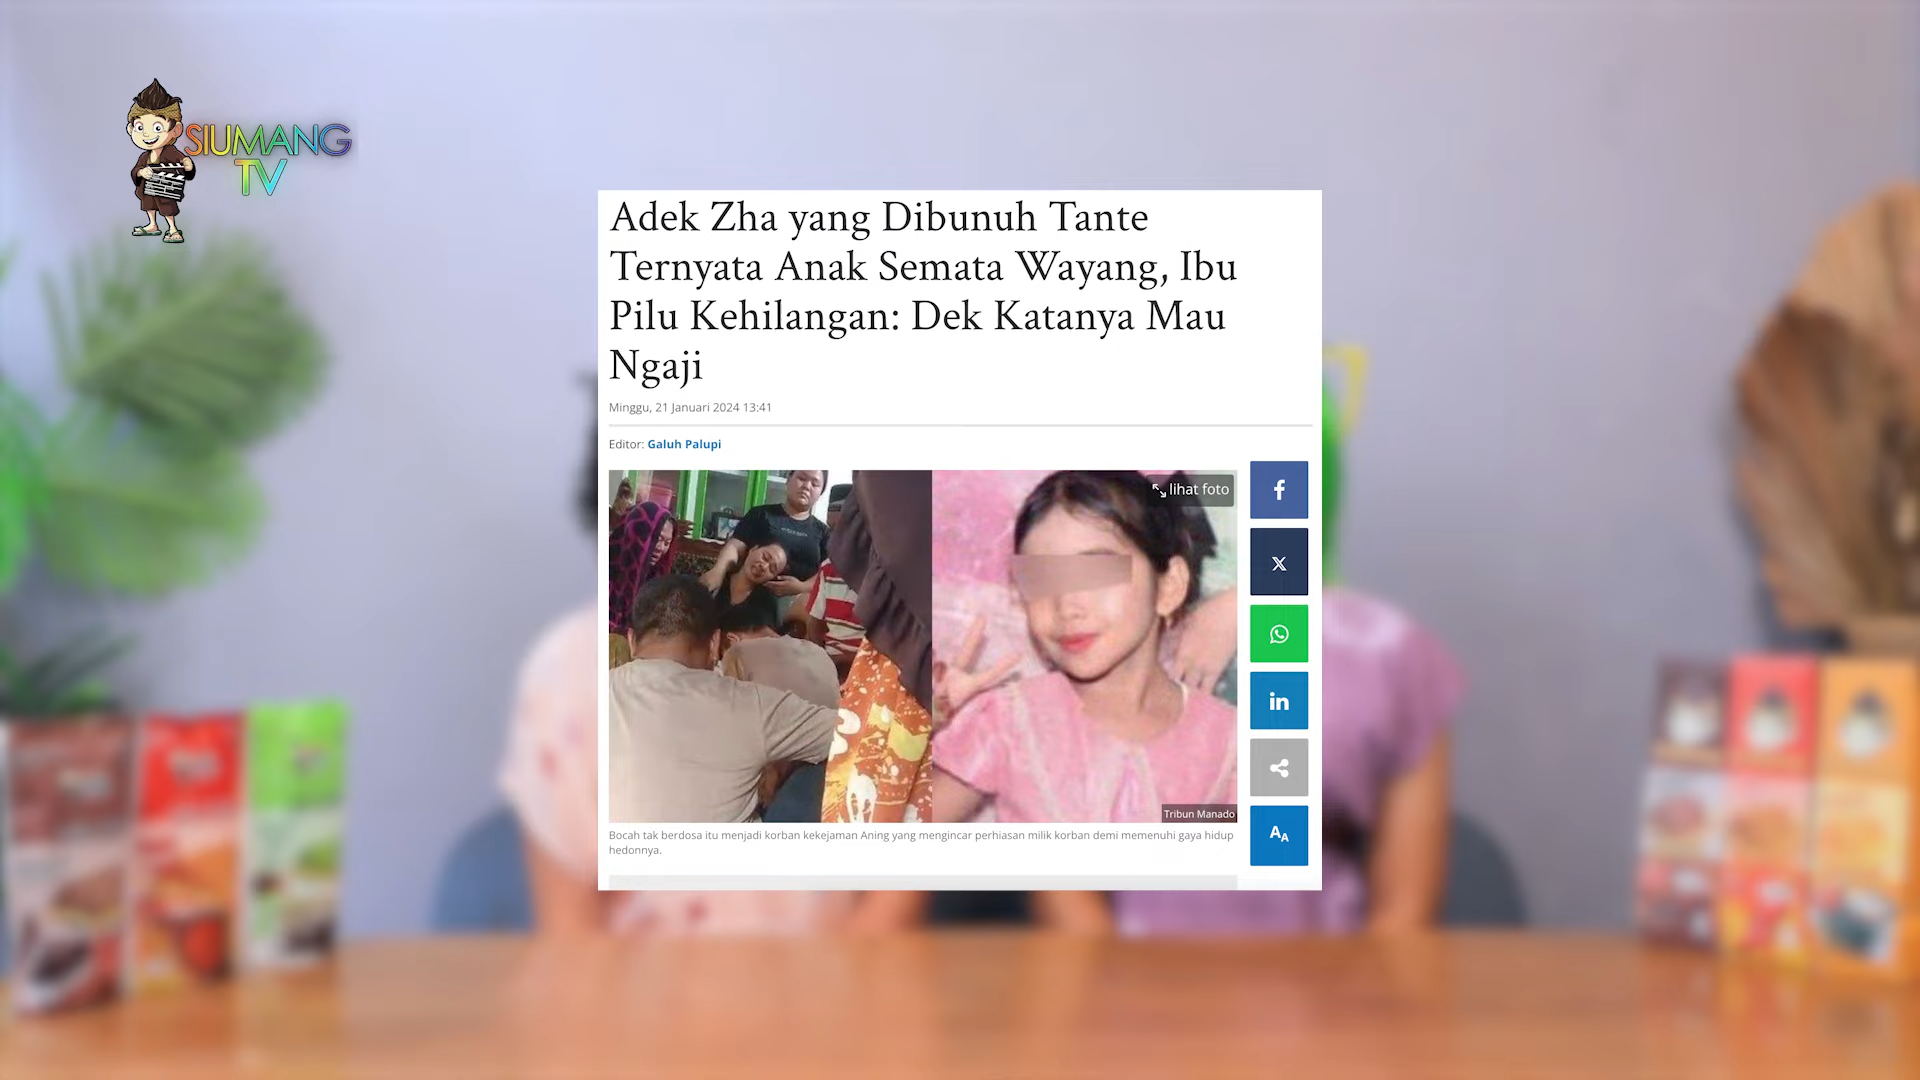 SIUMANG
TV
Adek Zha yang Dibunuh Tante
Ternyata Anak Semata Wayang, Ibu
Pilu Kehilangan: Dek Katanya Mau
Ngaji
Minggu, 21 Januari 2024 13:41
Editor: Galuh Palupi
lihat foto
Tribun Manado
Bocah tak berdosa itu menjadi korban kekejaman Aning yang mengincar perhiasan milik korban demi memenuhi gaya hidup
hedonnya.